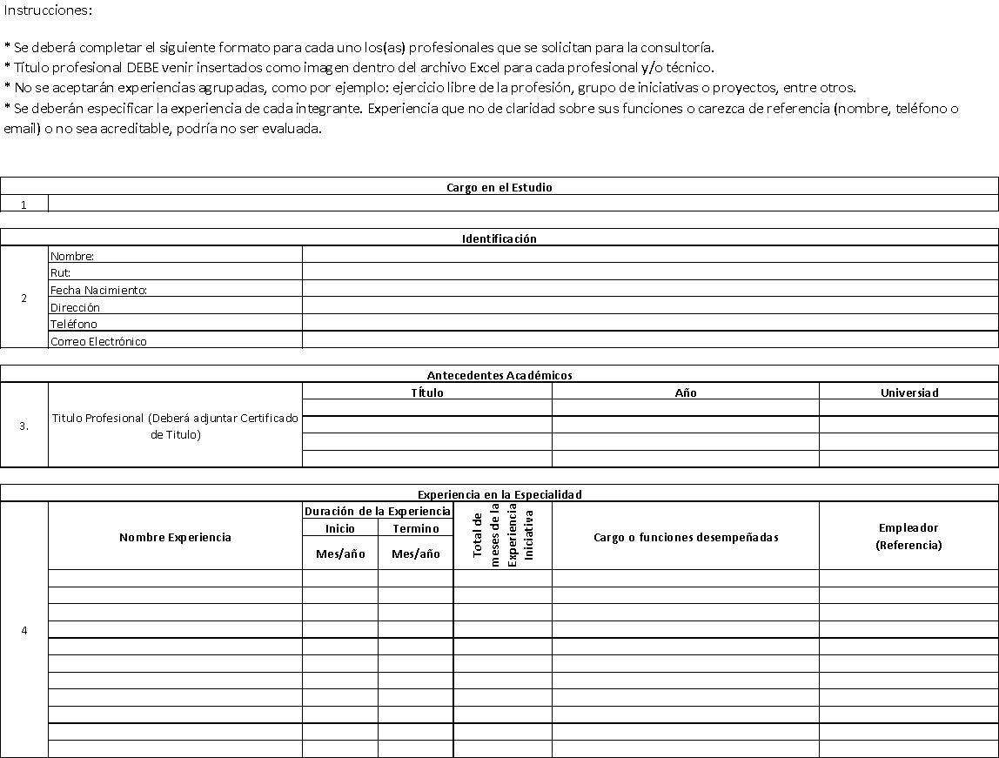 Instrucciones:
* Se deberá completar el siguiente formato para cada uno los(as) profesionales que se solicitan para la consultoría.
* Título profesional DEBE venir insertados como imagen dentro del archivo Excel para cada profesional y/o técnico.
* No se aceptarán experiencias agrupadas, como por ejemplo: ejercicio libre de la profesión, grupo de iniciativas o proyectos, entre otros.
* Se deberán especificar la experiencia de cada integrante. Experiencia que no de claridad sobre sus funciones o carezca de referencia (nombre, teléfono o
email) o no sea acreditable, podría no ser evaluada.
Cargo en el Estudio
1
Identificación
2
Nombre:
Rut:
Fecha Nacimiento:
Dirección
Teléfono
Correo Electrónico
Antecedentes Académicos
3.
Titulo Profesional (Deberá adjuntar Certificado
de Titulo)
Título
Año
Universiad
Experiencia en la Especialidad
4
Nombre Experiencia
Duración de la Experiencia
Inicio
Termino
Mes/año
Mes/año
Total de
meses de la
Experiencia
Iniciativa
Cargo o funciones desempeñadas
Empleador
(Referencia)